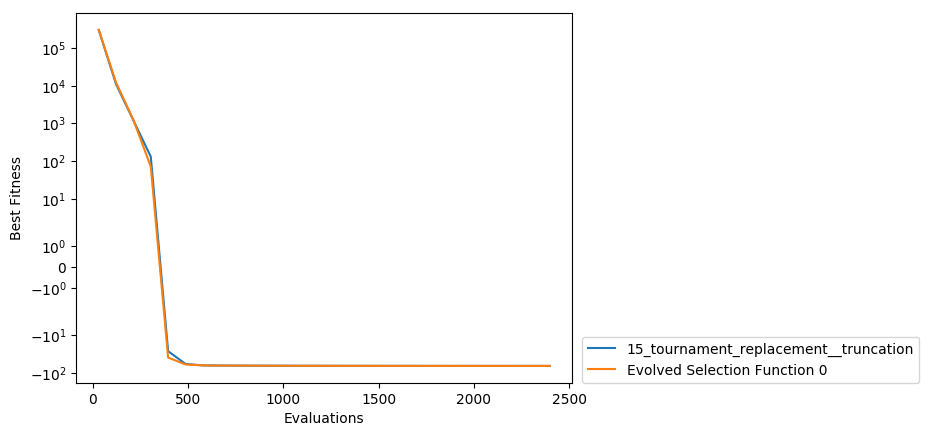 10⁵
10⁴
10³
10²
10¹
10⁰
0
−10⁰
−10¹
−10²
Best Fitness
0 500 1000 1500 2000 2500
Evaluations
15_tournament_replacement__truncation
Evolved Selection Function 0